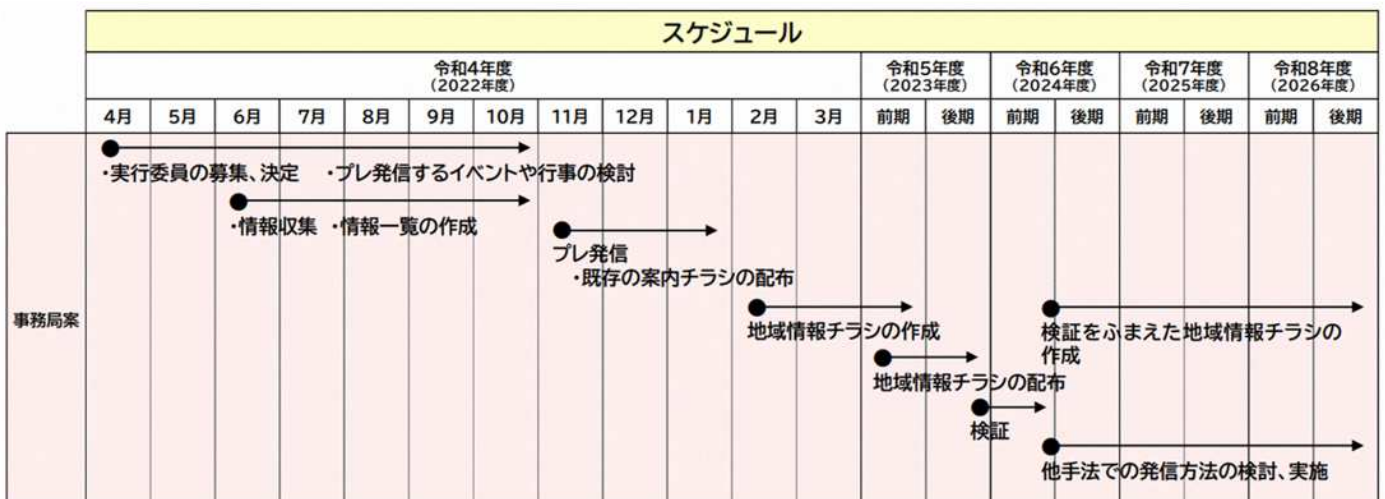 スケジュール
令和4年度
(2022年度)
令和5年度
(2023年度)
令和6年度
(2024年度)
令和7年度
(2025年度)
令和8年度
(2026年度)
4月 5月 6月 7月 8月 9月 10月 11月 12月 1月 2月 3月 前期 後期 前期 後期 前期 後期 前期 後期
事務局案
・実行委員の募集、決定 ・プレ発信するイベントや行事の検討
・情報収集 ・情報一覧の作成
プレ発信
・既存の案内チラシの配布
地域情報チラシの作成
検証をふまえた地域情報チラシの
作成
地域情報チラシの配布
検証
他手法での発信方法の検討、実施